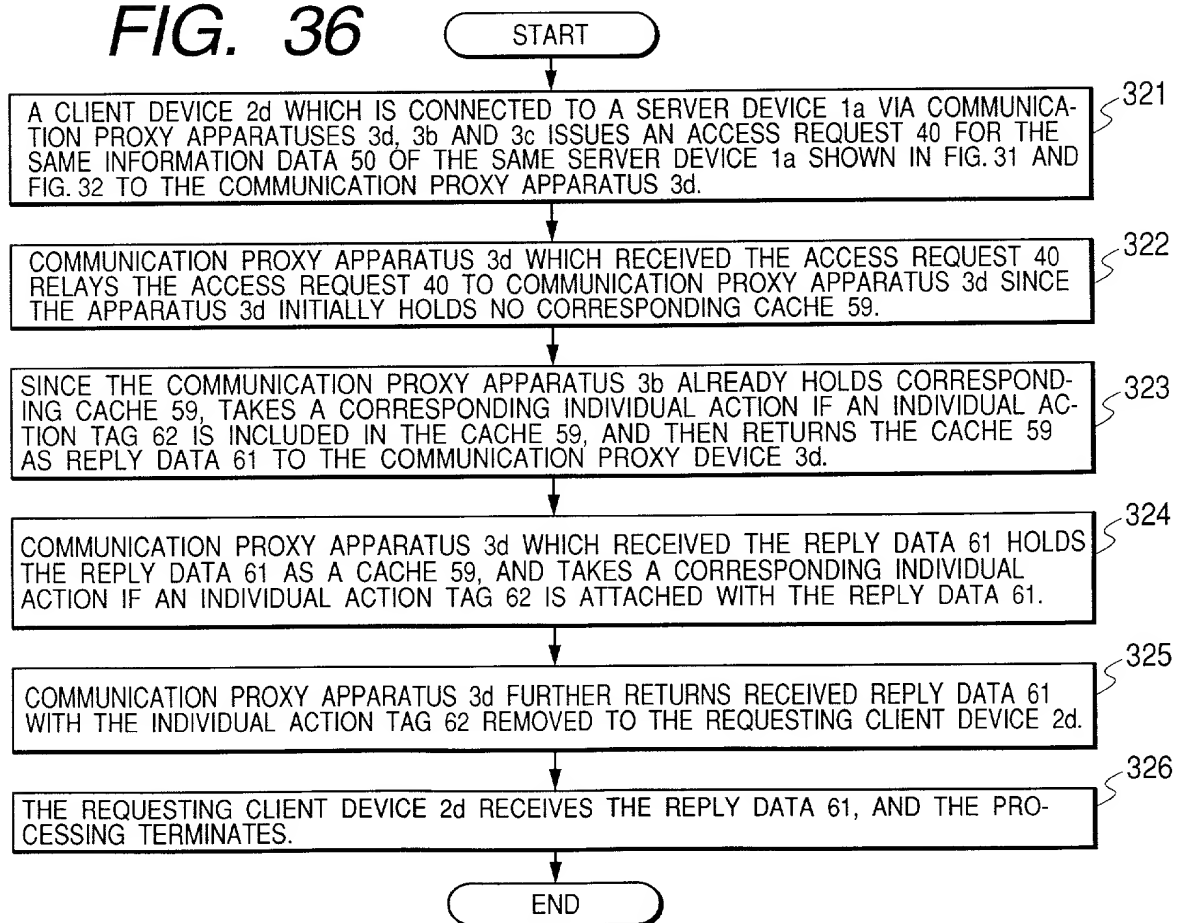 FIG. 36
START
321
A CLIENT DEVICE 2d WHICH IS CONNECTED TO A SERVER DEVICE 1a VIA COMMUNICA-
TION PROXY APPARATUSES 3d, 3b AND 3c ISSUES AN ACCESS REQUEST 40 FOR THE
SAME INFORMATION DATA 50 OF THE SAME SERVER DEVICE 1a SHOWN IN FIG. 31 AND
FIG. 32 TO THE COMMUNICATION PROXY APPARATUS 3d.
322
COMMUNICATION PROXY APPARATUS 3d WHICH RECEIVED THE ACCESS REQUEST 40
RELAYS THE ACCESS REQUEST 40 TO COMMUNICATION PROXY APPARATUS 3d SINCE
THE APPARATUS 3d INITIALLY HOLDS NO CORRESPONDING CACHE 59.
323
SINCE THE COMMUNICATION PROXY APPARATUS 3b ALREADY HOLDS CORRESPOND-
ING CACHE 59, TAKES A CORRESPONDING INDIVIDUAL ACTION IF AN INDIVIDUAL AC-
TION TAG 62 IS INCLUDED IN THE CACHE 59, AND THEN RETURNS THE CACHE 59
AS REPLY DATA 61 TO THE COMMUNICATION PROXY DEVICE 3d.
324
COMMUNICATION PROXY APPARATUS 3d WHICH RECEIVED THE REPLY DATA 61 HOLDS
THE REPLY DATA 61 AS A CACHE 59, AND TAKES A CORRESPONDING INDIVIDUAL
ACTION IF AN INDIVIDUAL ACTION TAG 62 IS ATTACHED WITH THE REPLY DATA 61.
325
COMMUNICATION PROXY APPARATUS 3d FURTHER RETURNS RECEIVED REPLY DATA 61
WITH THE INDIVIDUAL ACTION TAG 62 REMOVED TO THE REQUESTING CLIENT DEVICE 2d.
326
THE REQUESTING CLIENT DEVICE 2d RECEIVES THE REPLY DATA 61, AND THE PRO-
CESSING TERMINATES.
END